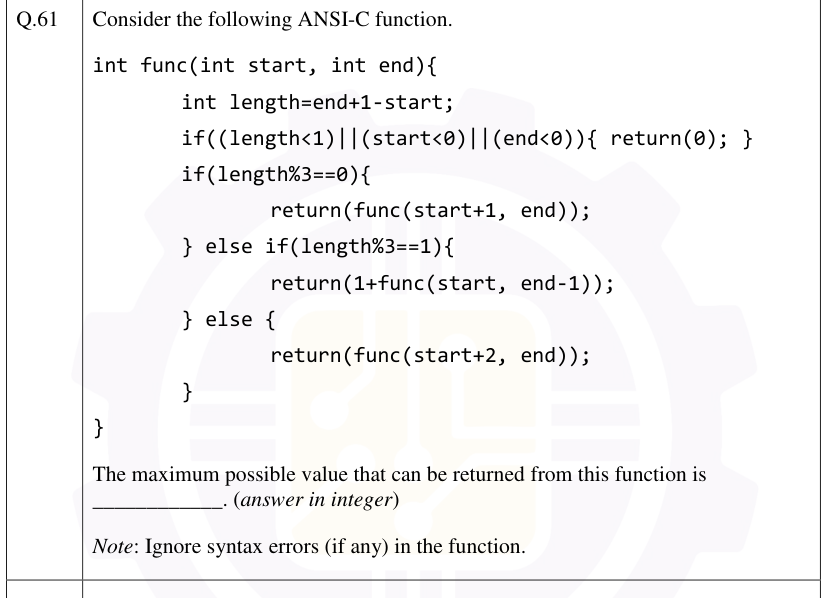 Q.61 Consider the following ANSI-C function.
int func(int start, int end){
int length=end+1-start;
if((length<1)||(start<0)||(end<0)){ return(0); }
if(length%3==0){
return(func(start+1, end));
} else if(length%3==1){
return(1+func(start, end-1));
} else {
return(func(start+2, end));
}
}
The maximum possible value that can be returned from this function is
_____________. (answer in integer)
Note: Ignore syntax errors (if any) in the function.